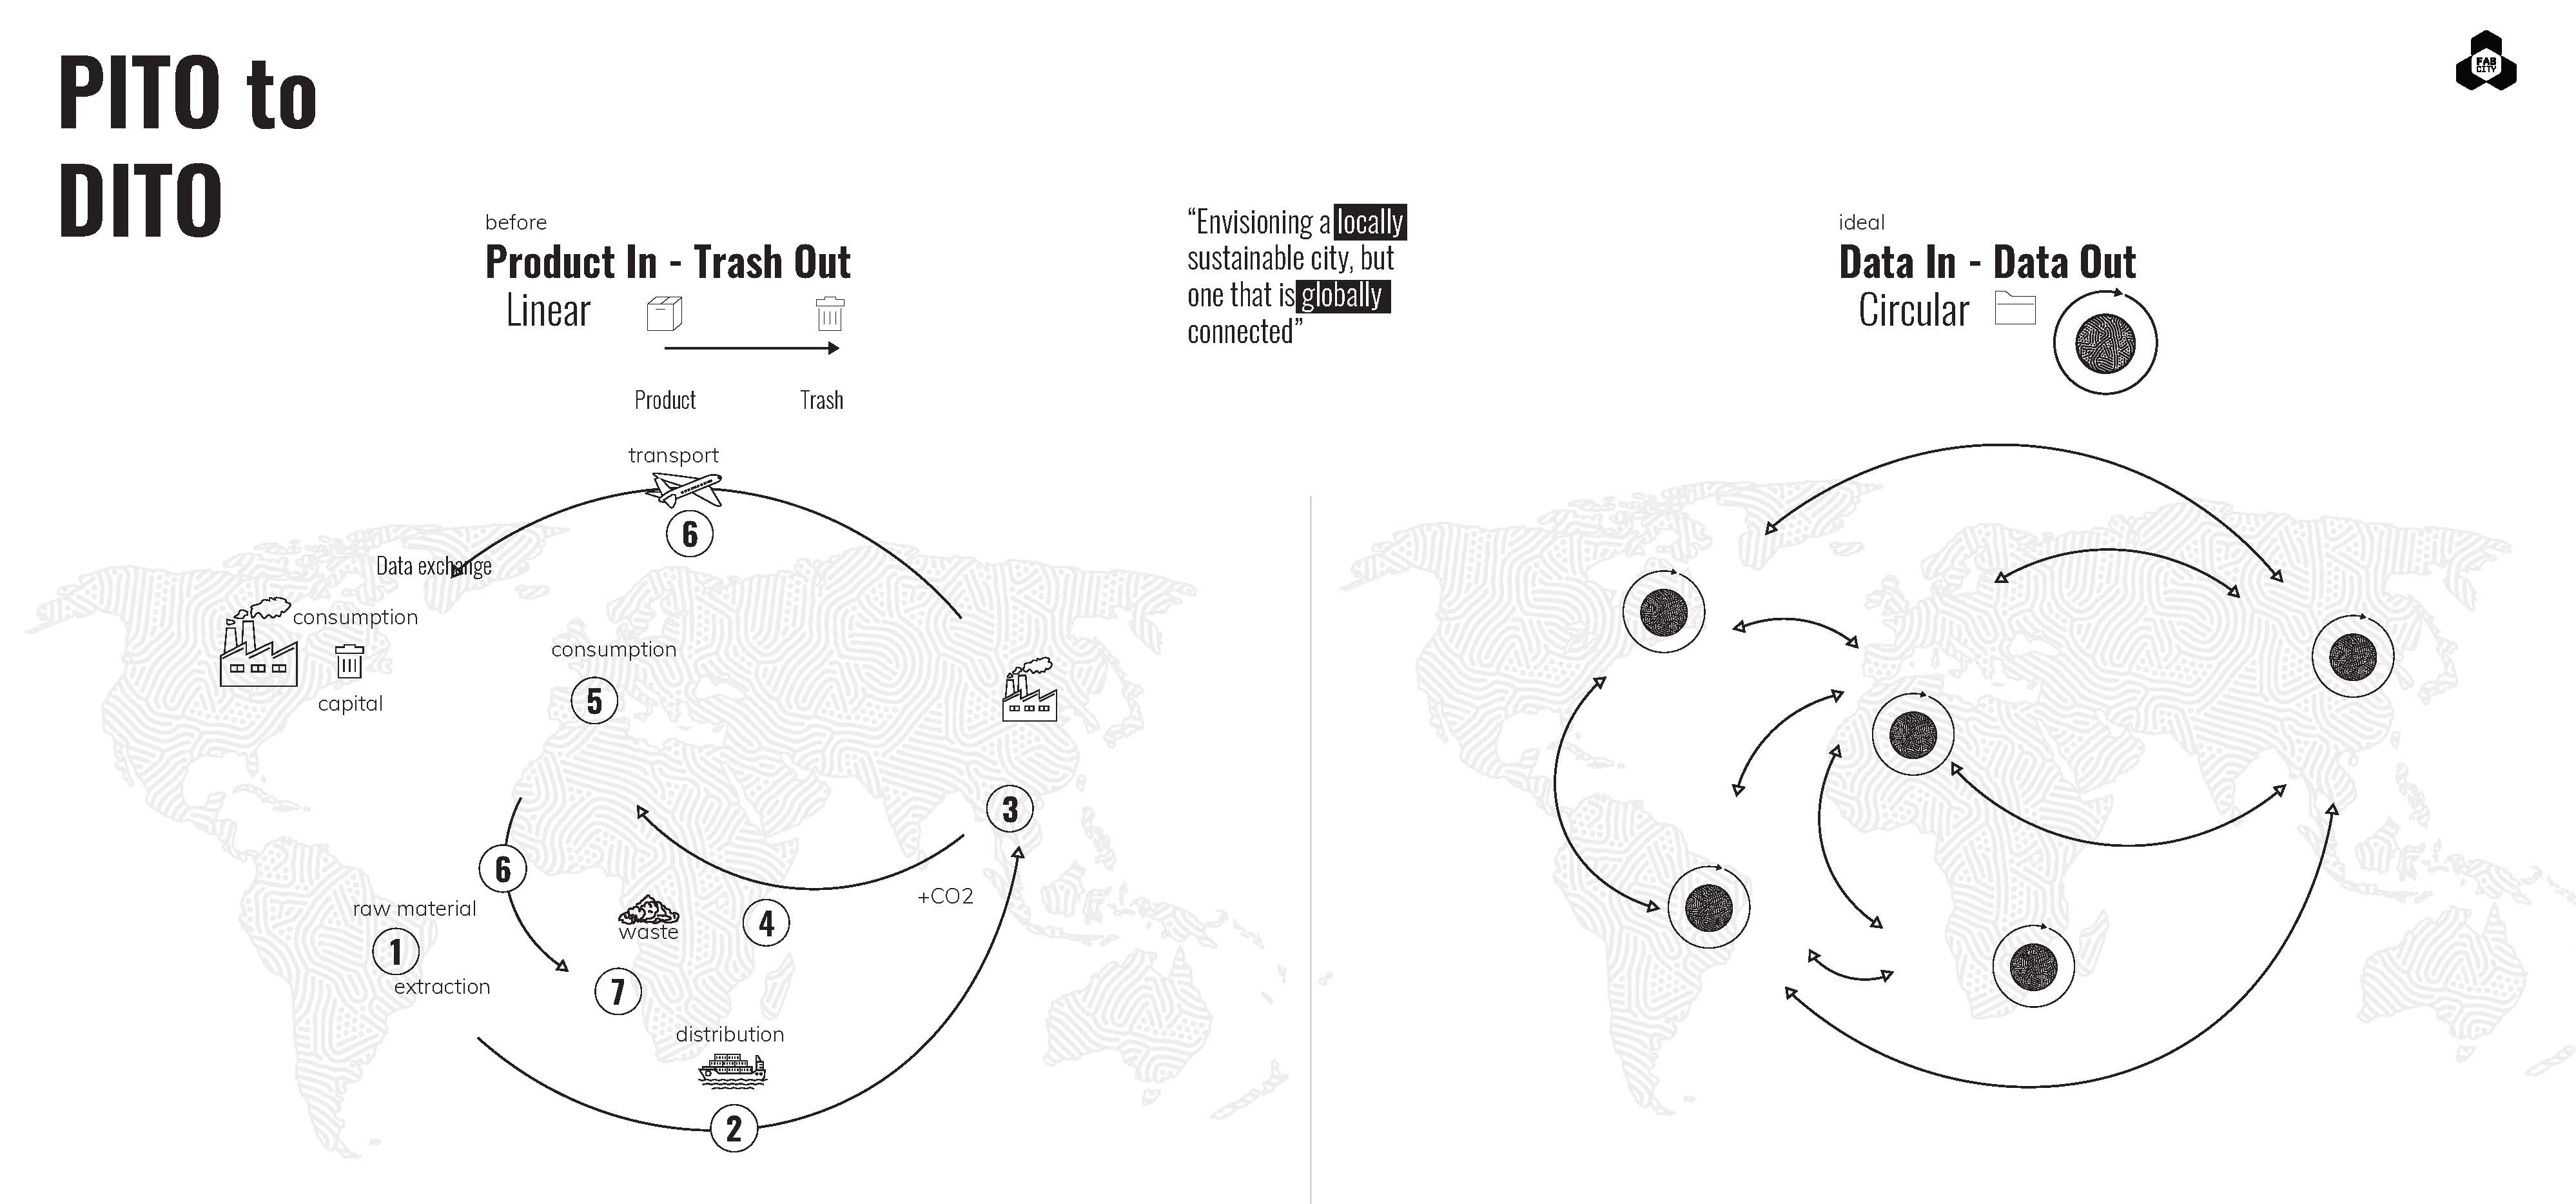 PITO to
DITO
FAB
CITY
before
Product In - Trash Out
Linear
Product
Trash
“Envisioning a locally
sustainable city, but
one that is globally
connected”
ideal
Data In - Data Out
Circular
transport
6
Data exchange
consumption
capital
consumption
5
3
6
+CO2
raw material
1
extraction
waste
4
7
distribution
2